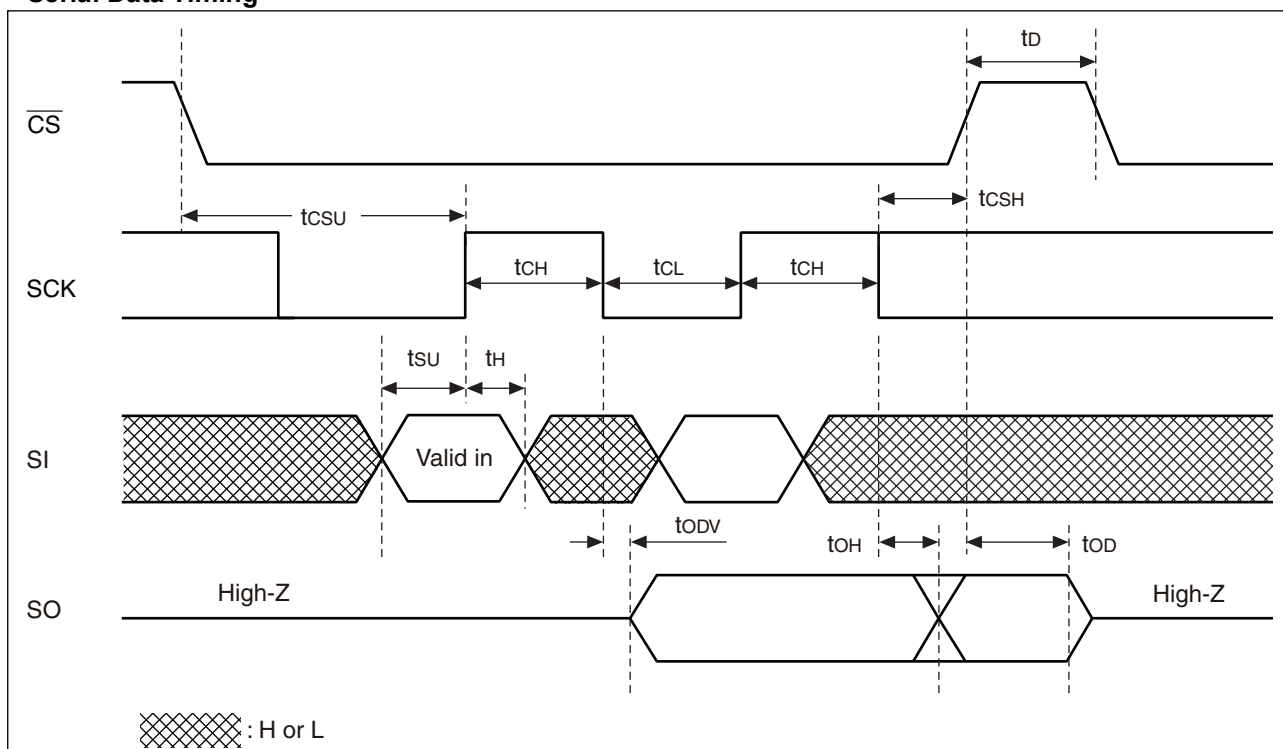 Serial Data Timing
tD
CS
tCSU
tCSH
SCK
tCH
tCL
tCH
tSU
tH
SI
Valid in
tODV
tOH
tOD
SO
High-Z
High-Z
: H or L